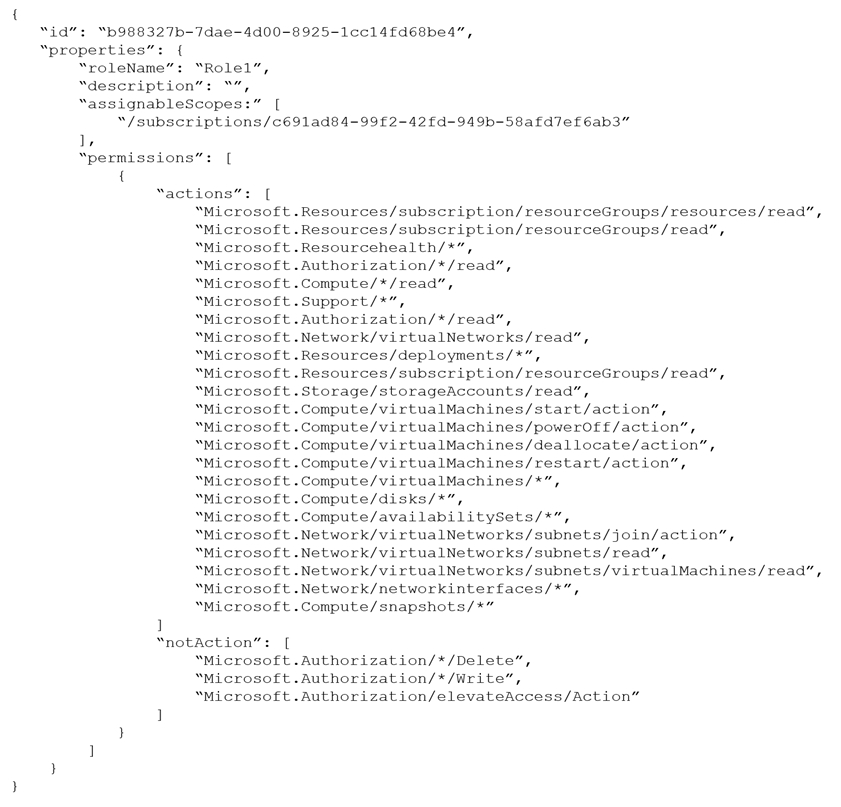 {
“id”: “b988327b-7dae-4d00-8925-1cc14fd68be4”,
“properties”: {
“roleName”: “Role1”,
“description”: “”,
“assignableScopes:” [
“/subscriptions/c691ad84-99f2-42fd-949b-58afd7ef6ab3”
],
“permissions”: [
{
“actions”: [
“Microsoft.Resources/subscription/resourceGroups/resources/read”,
“Microsoft.Resources/subscription/resourceGroups/read”,
“Microsoft.Resourcehealth/*”,
“Microsoft.Authorization/*/read”,
“Microsoft.Compute/*/read”,
“Microsoft.Support/*”,
“Microsoft.Authorization/*/read”,
“Microsoft.Network/virtualNetworks/read”,
“Microsoft.Resources/deployments/*”,
“Microsoft.Resources/subscription/resourceGroups/read”,
“Microsoft.Storage/storageAccounts/read”,
“Microsoft.Compute/virtualMachines/start/action”,
“Microsoft.Compute/virtualMachines/powerOff/action”,
“Microsoft.Compute/virtualMachines/deallocate/action”,
“Microsoft.Compute/virtualMachines/restart/action”,
“Microsoft.Compute/virtualMachines/*”,
“Microsoft.Compute/disks/*”,
“Microsoft.Compute/availabilitySets/*”,
“Microsoft.Network/virtualNetworks/subnets/join/action”,
“Microsoft.Network/virtualNetworks/subnets/read”,
“Microsoft.Network/virtualNetworks/subnets/virtualMachines/read”,
“Microsoft.Network/networkinterfaces/*”,
“Microsoft.Compute/snapshots/*”
]
“notAction”: [
“Microsoft.Authorization/*/Delete”,
“Microsoft.Authorization/*/Write”,
“Microsoft.Authorization/elevateAccess/Action”
]
}
]
}
}